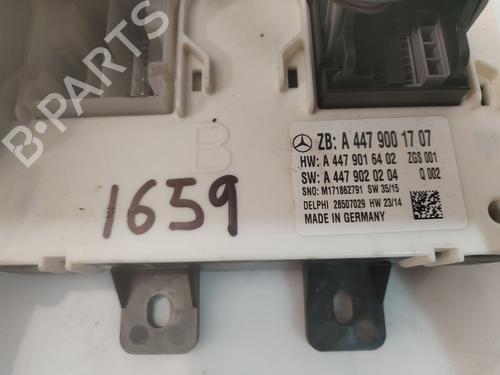 B
ZB: A 447 900 17 07
HW: A 447 901 64 02 ZGS 001
SW: A 447 902 02 04 Q 002
SNO: M171862791 SW 35/15
DELPHI 28507029 HW 23/14
MADE IN GERMANY
1659
B-PARTS